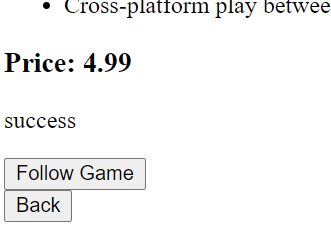 • Cross-platform play betwee
Price: 4.99
success
Follow Game
Back